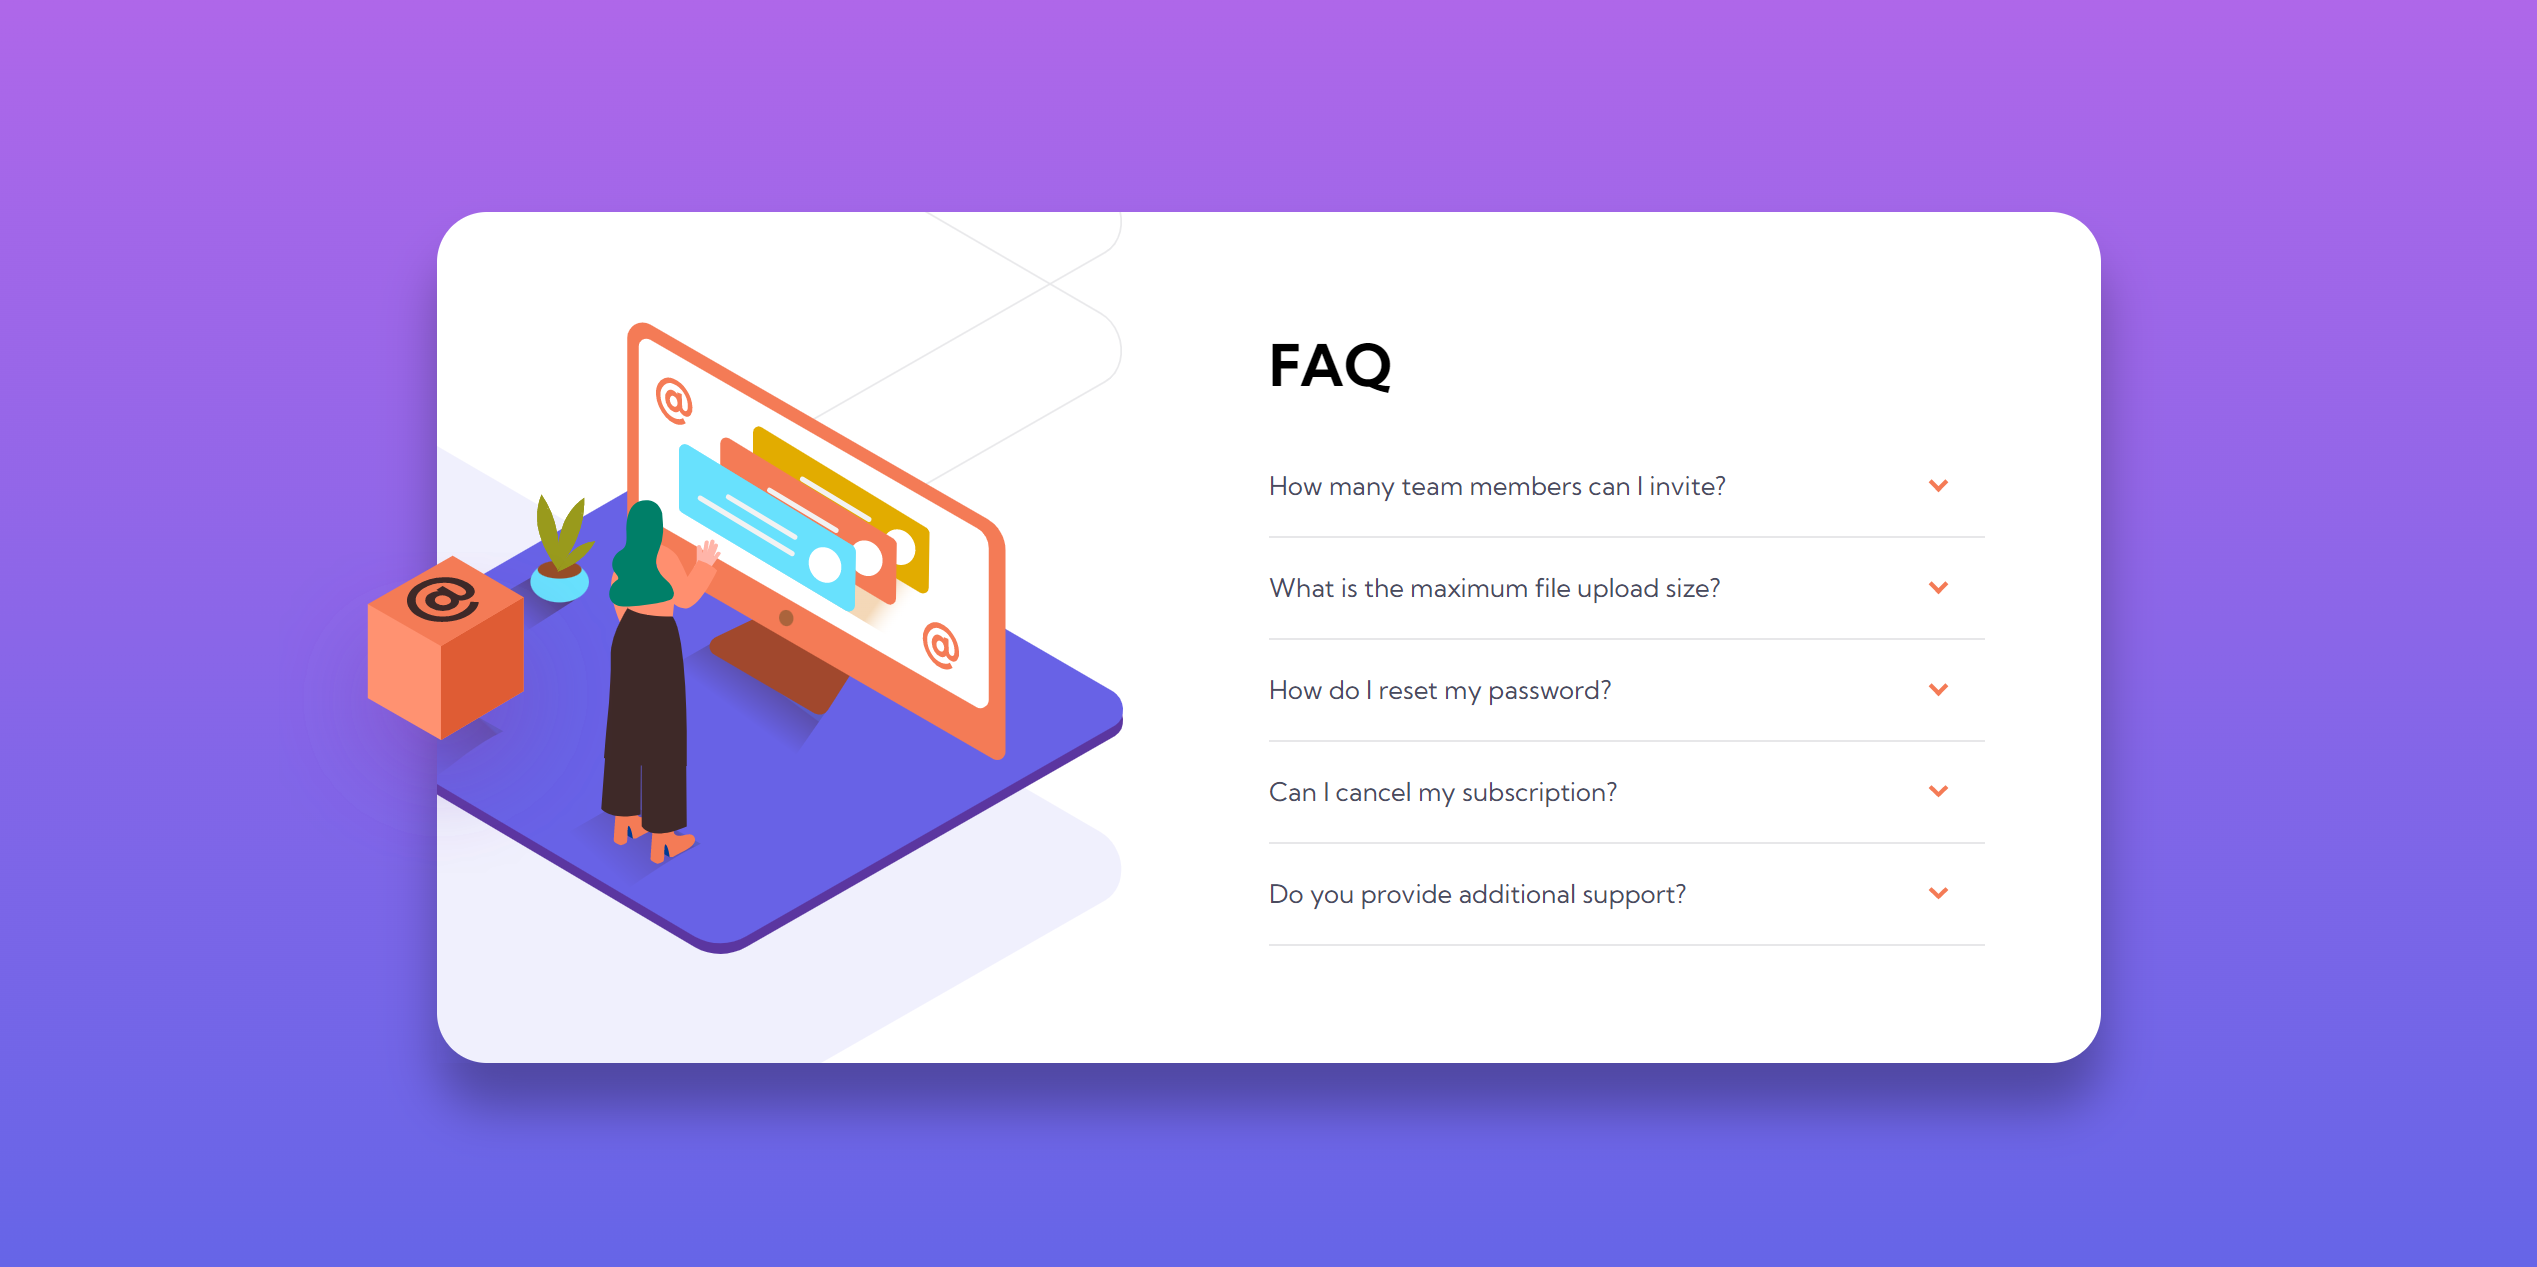 @
@
@
FAQ
How many team members can I invite?
What is the maximum file upload size?
How do I reset my password?
Can I cancel my subscription?
Do you provide additional support?